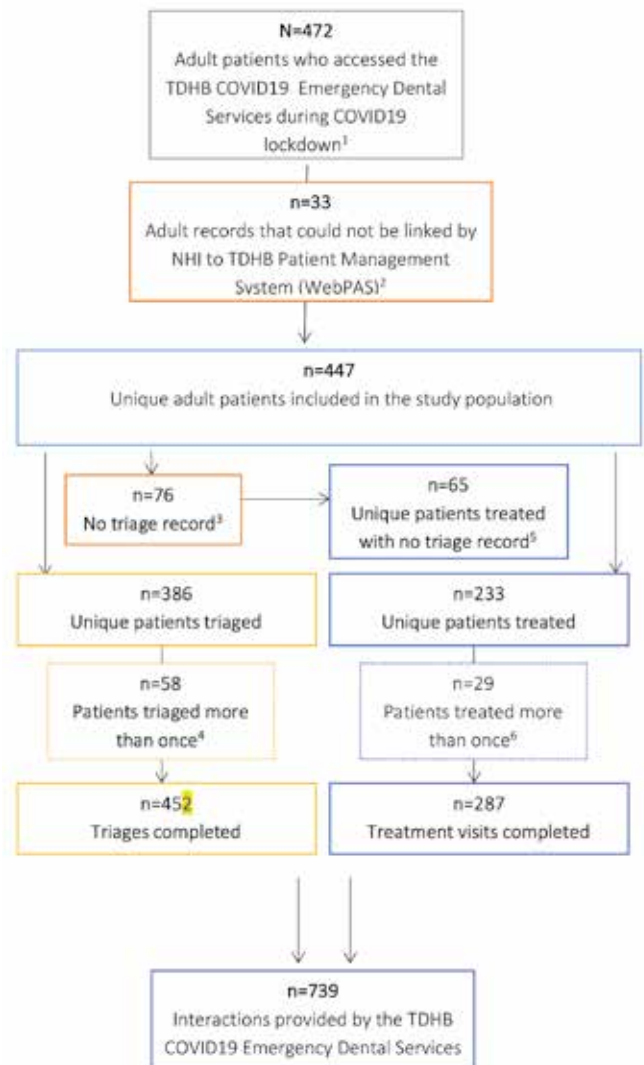 N=472
Adult patients who accessed the
TDHB COVID19 Emergency Dental
Services during COVID19
lockdown¹
n=33
Adult records that could not be linked by
NHI to TDHB Patient Management
System (WebPAS)²
n=447
Unique adult patients included in the study population
n=76
No triage record³
n=65
Unique patients treated
with no triage record⁵
n=386
Unique patients triaged
n=233
Unique patients treated
n=58
Patients triaged more
than once⁴
n=29
Patients treated more
than once⁶
n=452
Triages completed
n=287
Treatment visits completed
n=739
Interactions provided by the TDHB
COVID19 Emergency Dental Services